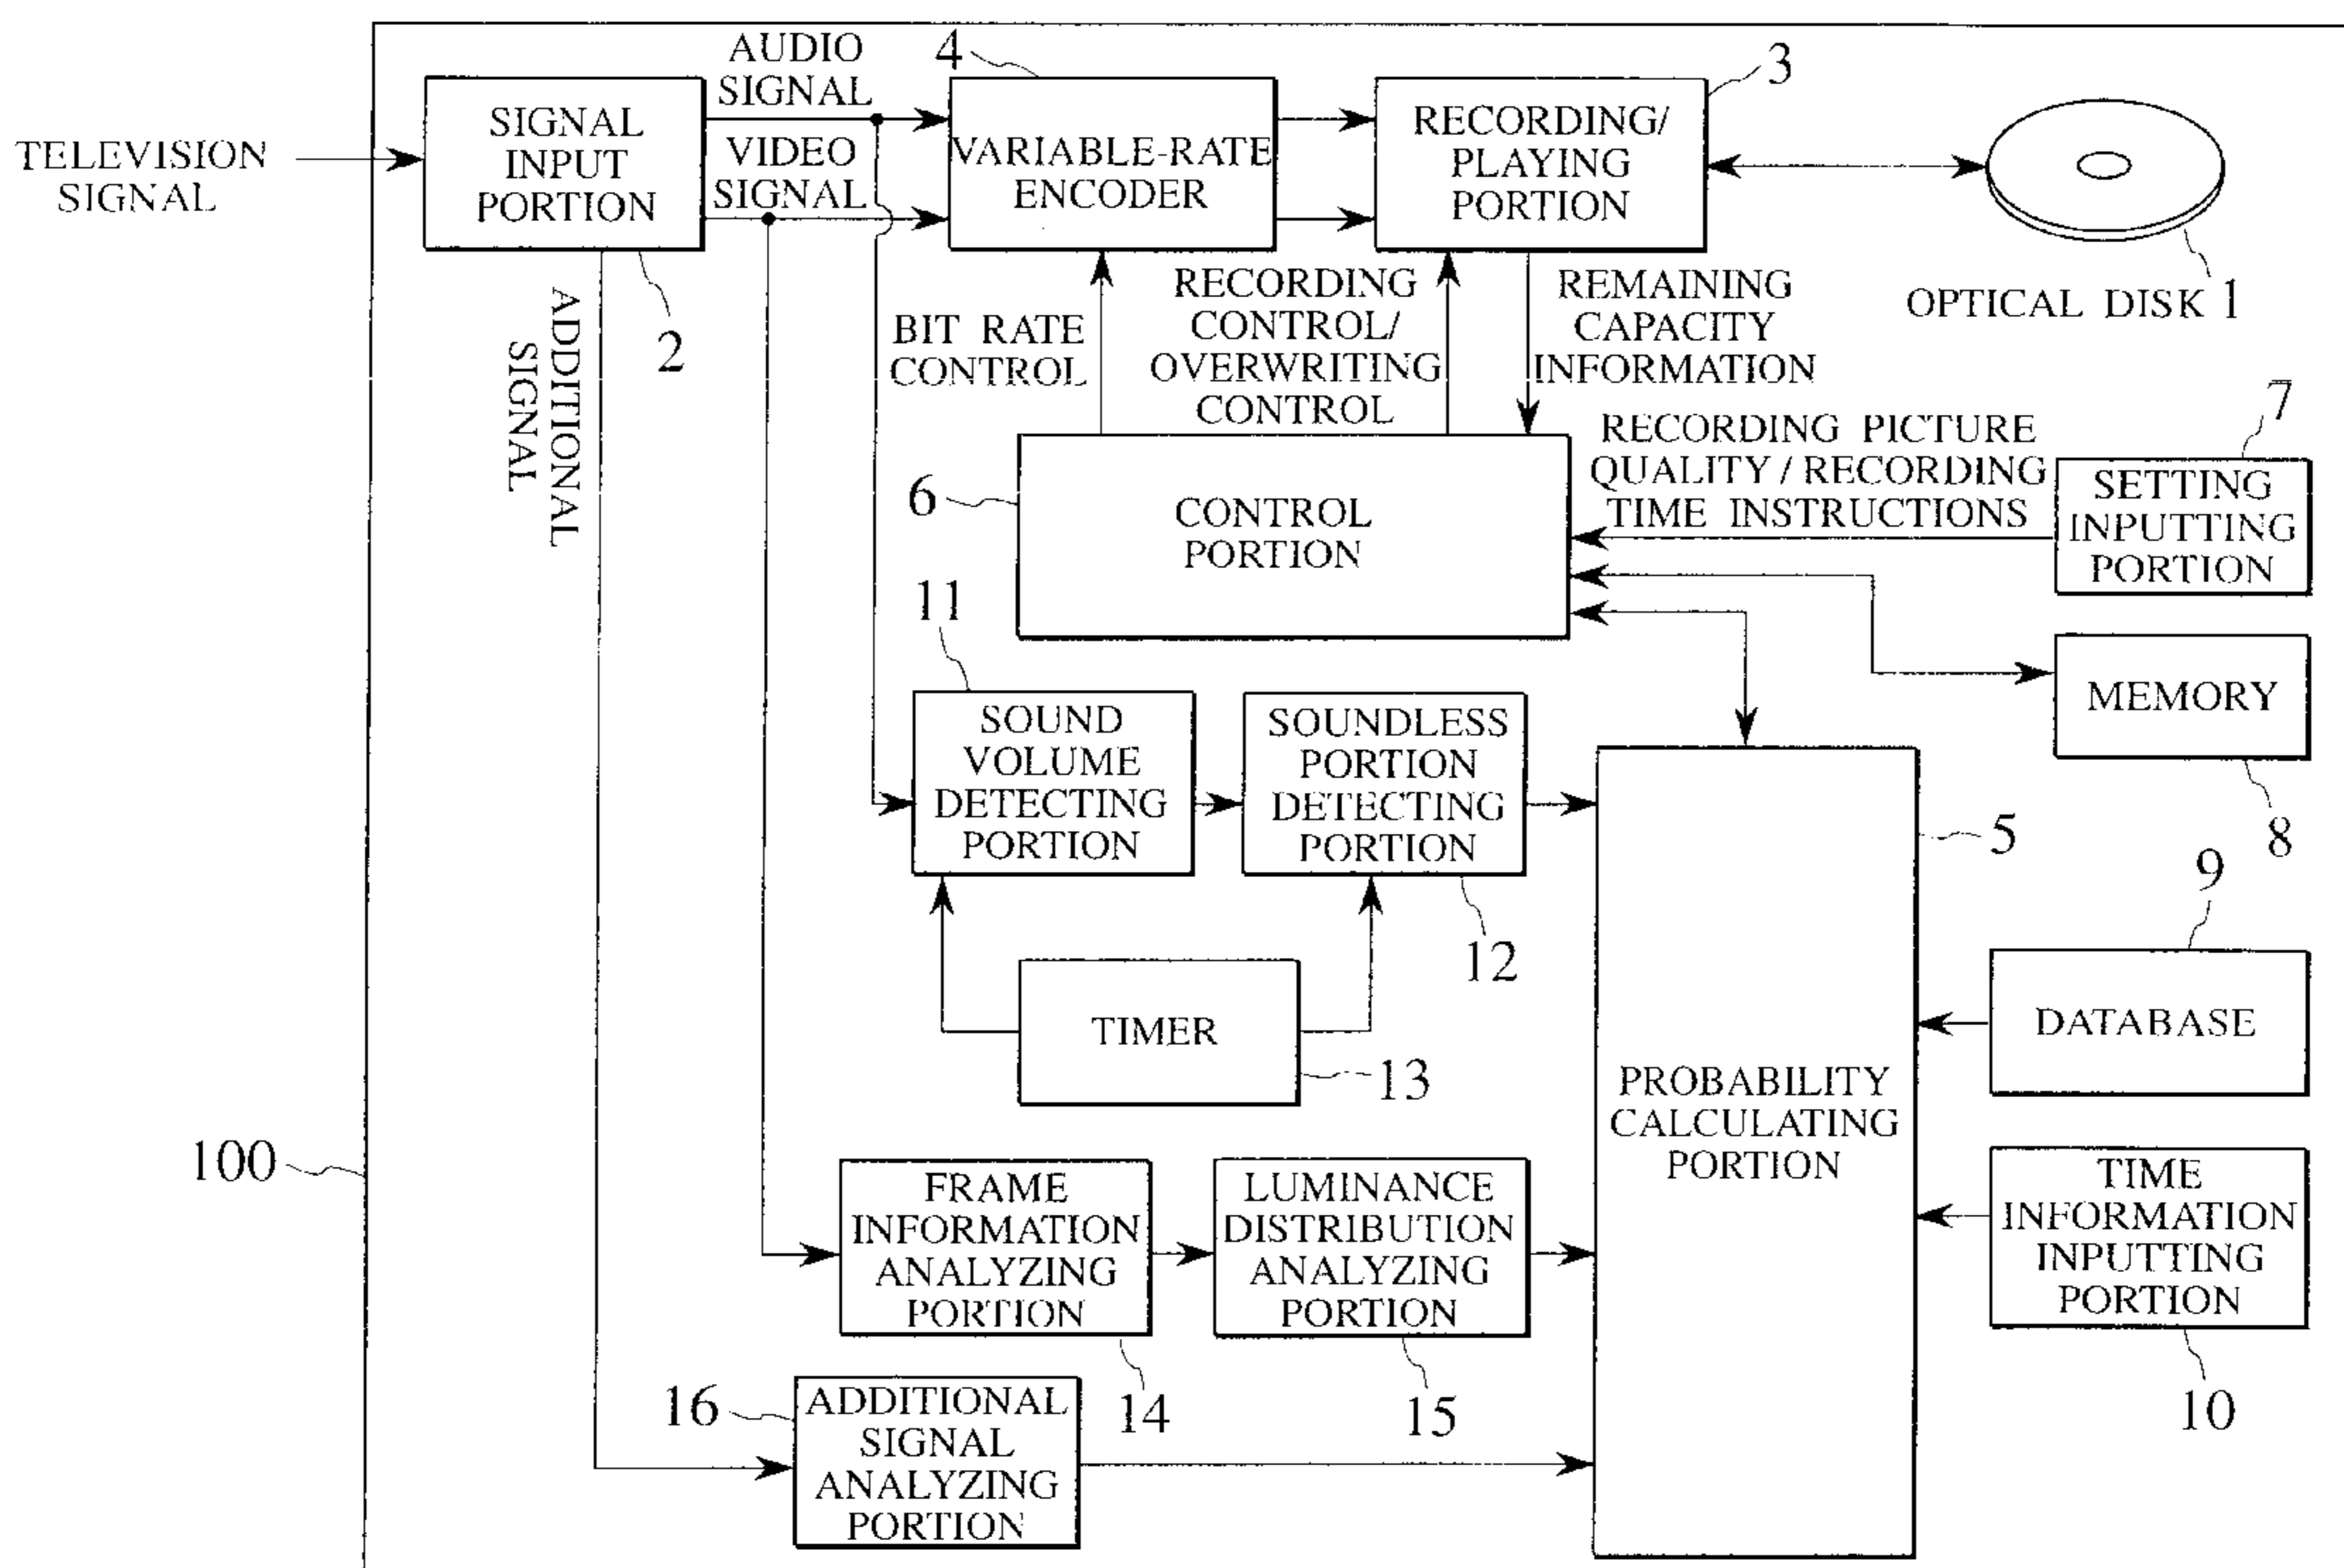 TELEVISION
SIGNAL
SIGNAL
INPUT
PORTION
2
AUDIO
SIGNAL
VIDEO
SIGNAL
ADDITIONAL
SIGNAL
4
VARIABLE-RATE
ENCODER
3
RECORDING/
PLAYING
PORTION
OPTICAL DISK 1
BIT RATE
CONTROL
RECORDING
CONTROL/
OVERWRITING
CONTROL
REMAINING
CAPACITY
INFORMATION
6
CONTROL
PORTION
RECORDING PICTURE
QUALITY / RECORDING
TIME INSTRUCTIONS
7
SETTING
INPUTTING
PORTION
MEMORY
8
11
SOUND
VOLUME
DETECTING
PORTION
SOUNDLESS
PORTION
DETECTING
PORTION
12
TIMER
13
5
PROBABILITY
CALCULATING
PORTION
9
DATABASE
TIME
INFORMATION
INPUTTING
PORTION
10
100
FRAME
INFORMATION
ANALYZING
PORTION
14
LUMINANCE
DISTRIBUTION
ANALYZING
PORTION
15
16
ADDITIONAL
SIGNAL
ANALYZING
PORTION